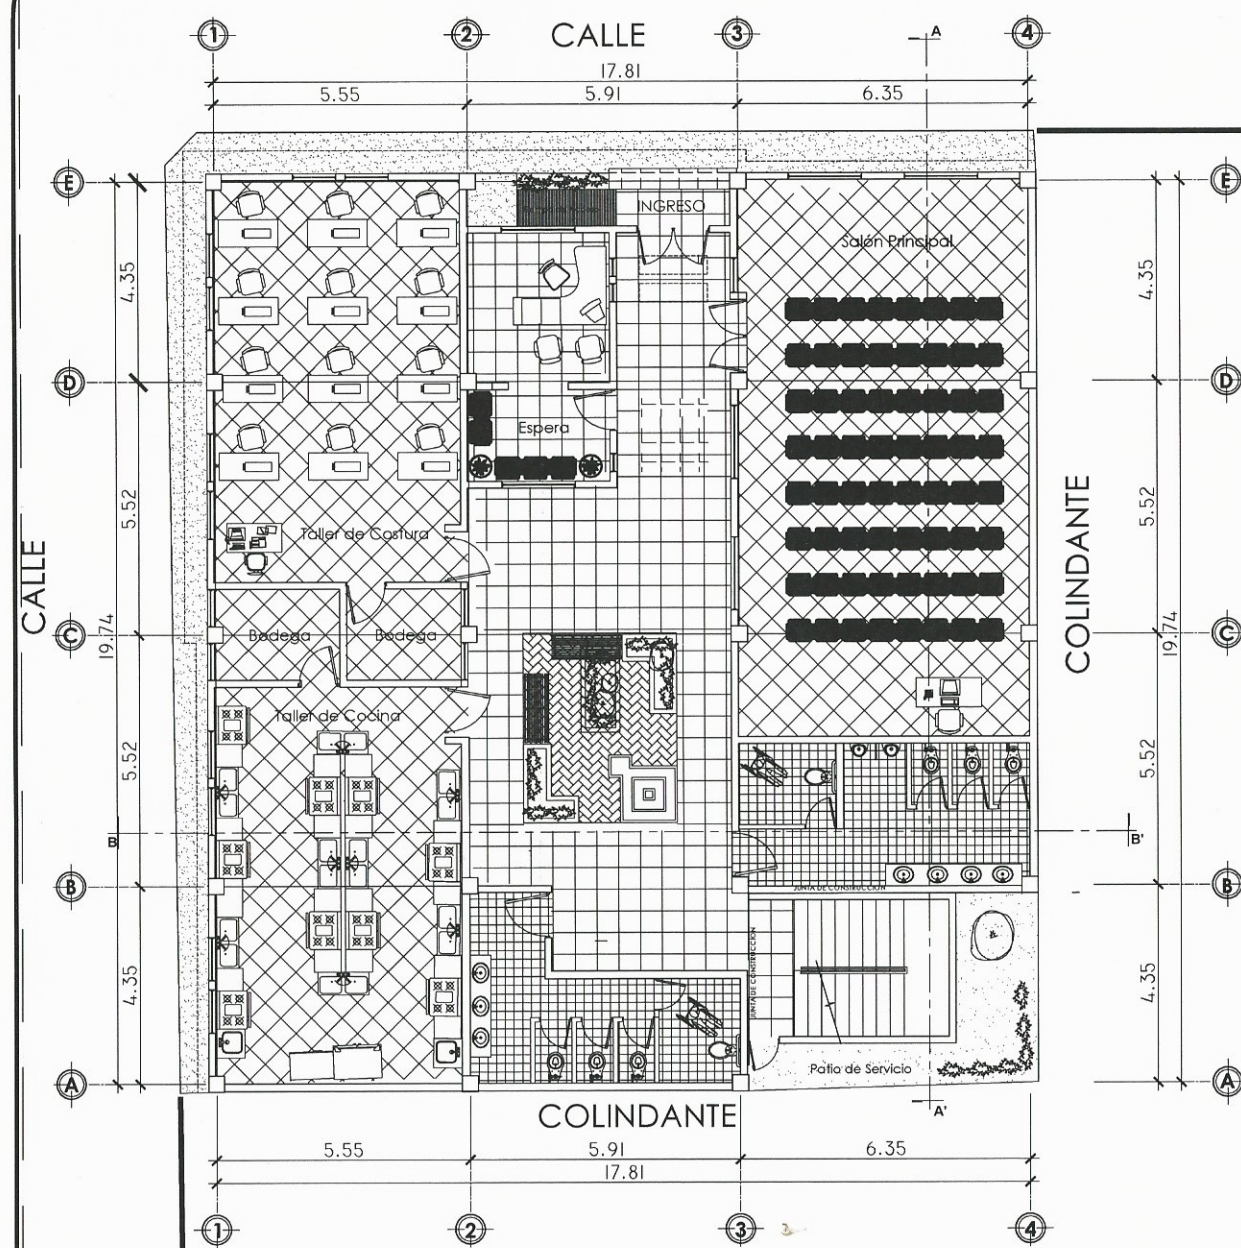 1 2 CALLE 3 A 4
17.81
5.55 5.91 6.35
E E
INGRESO
Salón Principal
4.35 4.35
D D
Espera
5.52 5.52
Taller de Costura
CALLE
COLINDANTE
C Bodega Bodega C
19.74 19.74
Taller de Cocina
5.52 5.52
B B'
B B
JUNTA DE CONSTRUCCION
JUNTA DE CONSTRUCCION
4.35 4.35
Patio de Servicio
A A
COLINDANTE A'
5.55 5.91 6.35
17.81
1 2 3 4